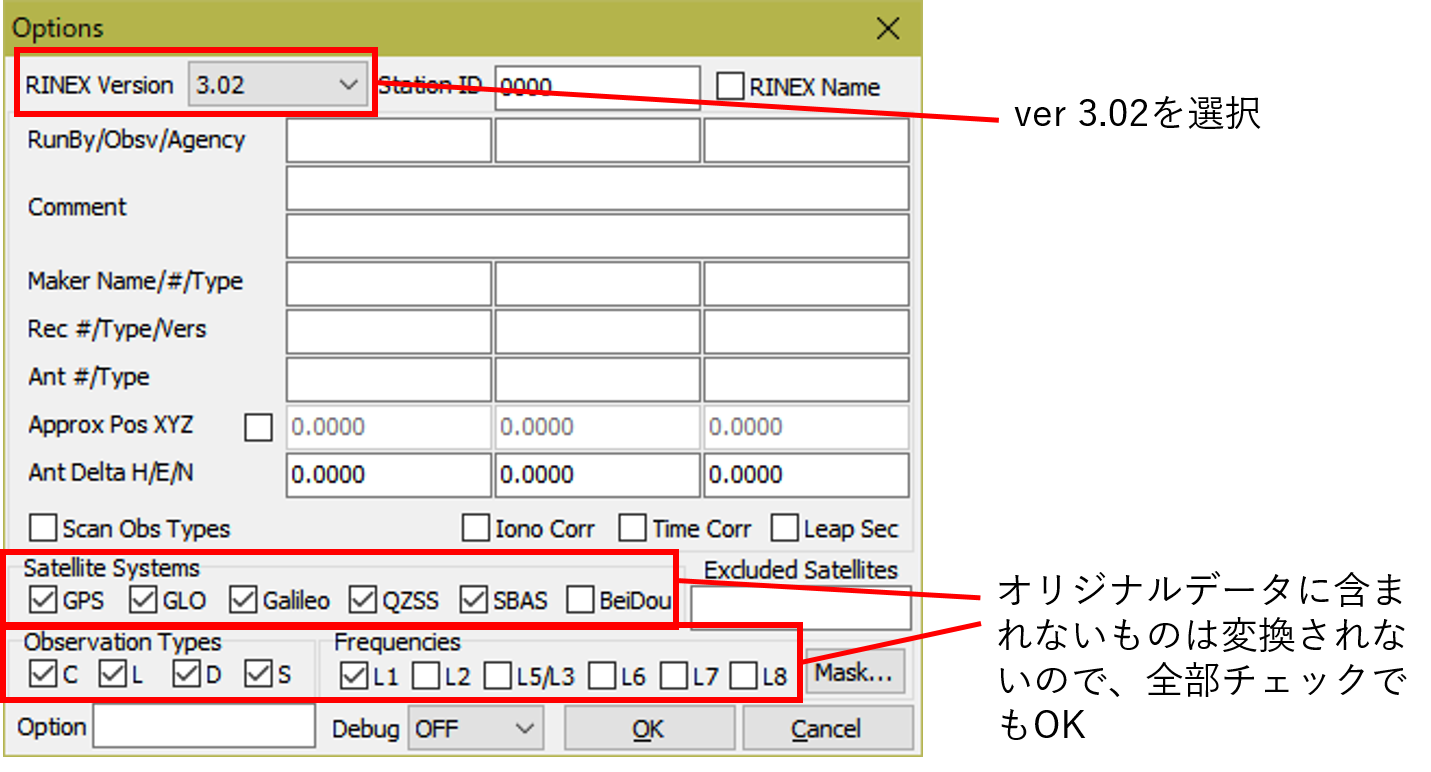 Options
RINEX Version 3.02 Station ID 0000 RINEX Name
ver 3.02を選択
RunBy/Obsv/Agency
Comment
Maker Name/#/Type
Rec #/Type/Vers
Ant #/Type
Approx Pos XYZ 0.0000 0.0000 0.0000
Ant Delta H/E/N 0.0000 0.0000 0.0000
Scan Obs Types Iono Corr Time Corr Leap Sec
Satellite Systems Excluded Satellites
GPS GLO Galileo QZSS SBAS BeiDou
Observation Types Frequencies
C L D S L1 L2 L5/L3 L6 L7 L8 Mask...
Option Debug OFF OK Cancel
オリジナルデータに含ま
れないものは変換されな
いので、全部チェックで
もOK